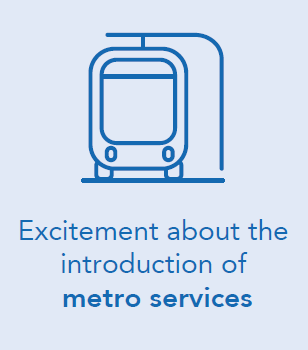 Excitement about the
introduction of
metro services